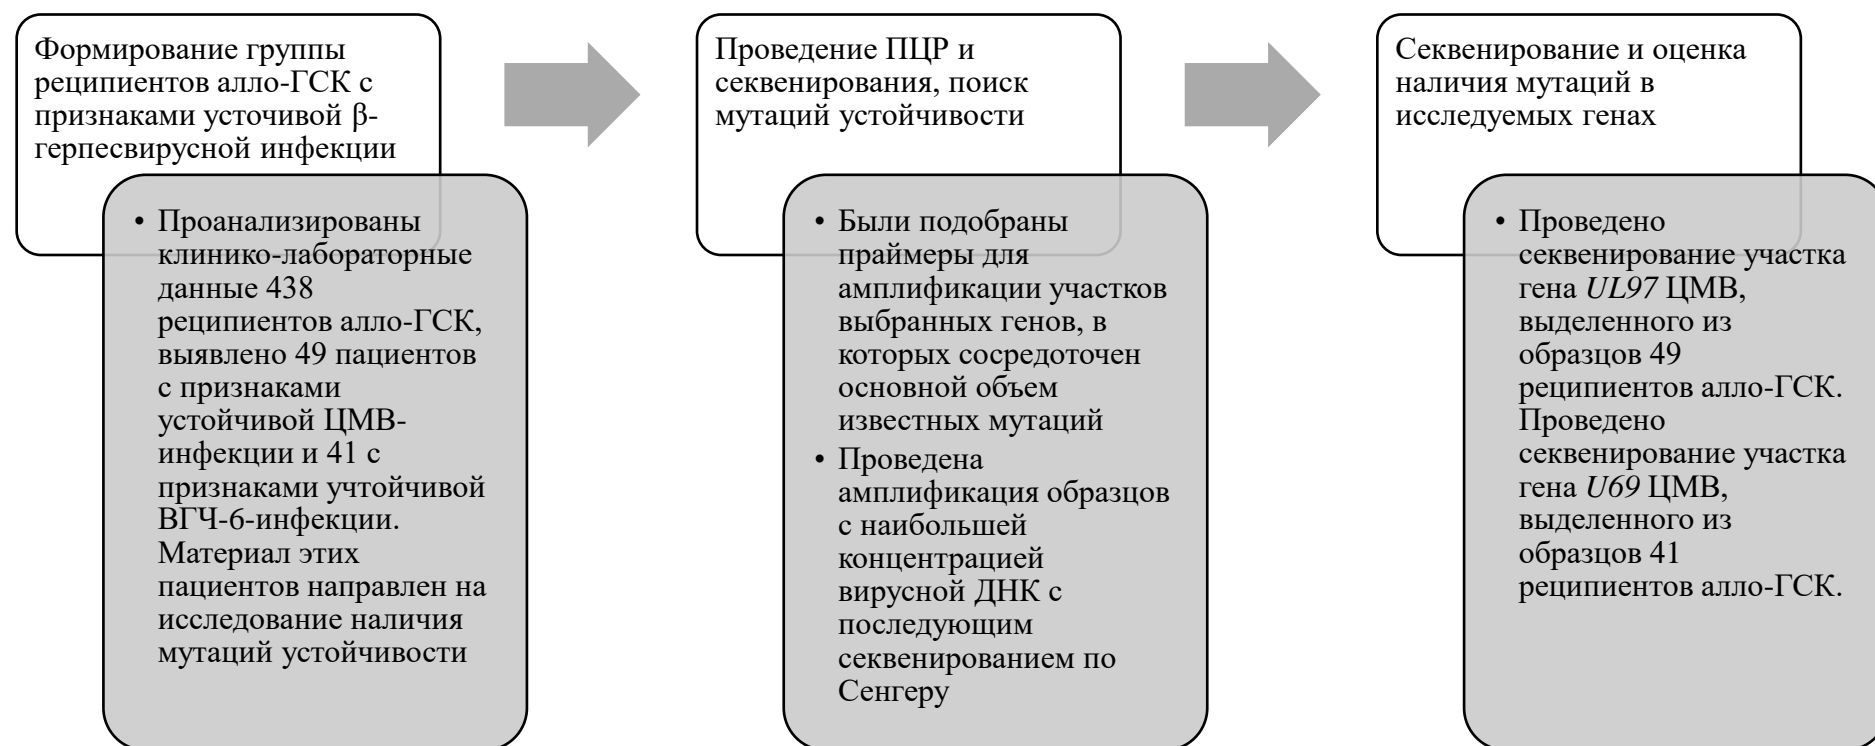 Формирование группы
реципиентов алло-ГСК с
признаками усточивой β-
герпесвирусной инфекции
• Проанализированы
клинико-лабораторные
данные 438
реципиентов алло-ГСК,
выявлено 49 пациентов
с признаками
устойчивой ЦМВ-
инфекции и 41 с
признаками учтойчивой
ВГЧ-6-инфекции.
Материал этих
пациентов направлен на
исследование наличия
мутаций устойчивости
Проведение ПЦР и
секвенирования, поиск
мутаций устойчивости
• Были подобраны
праймеры для
амплификации участков
выбранных генов, в
которых сосредоточен
основной объем
известных мутаций
• Проведена
амплификация образцов
с наибольшей
концентрацией
вирусной ДНК с
последующим
секвенированием по
Сенгеру
Секвенирование и оценка
наличия мутаций в
исследуемых генах
• Проведено
секвенирование участка
гена UL97 ЦМВ,
выделенного из
образцов 49
реципиентов алло-ГСК.
Проведено
секвенирование участка
гена U69 ЦМВ,
выделенного из
образцов 41
реципиентов алло-ГСК.